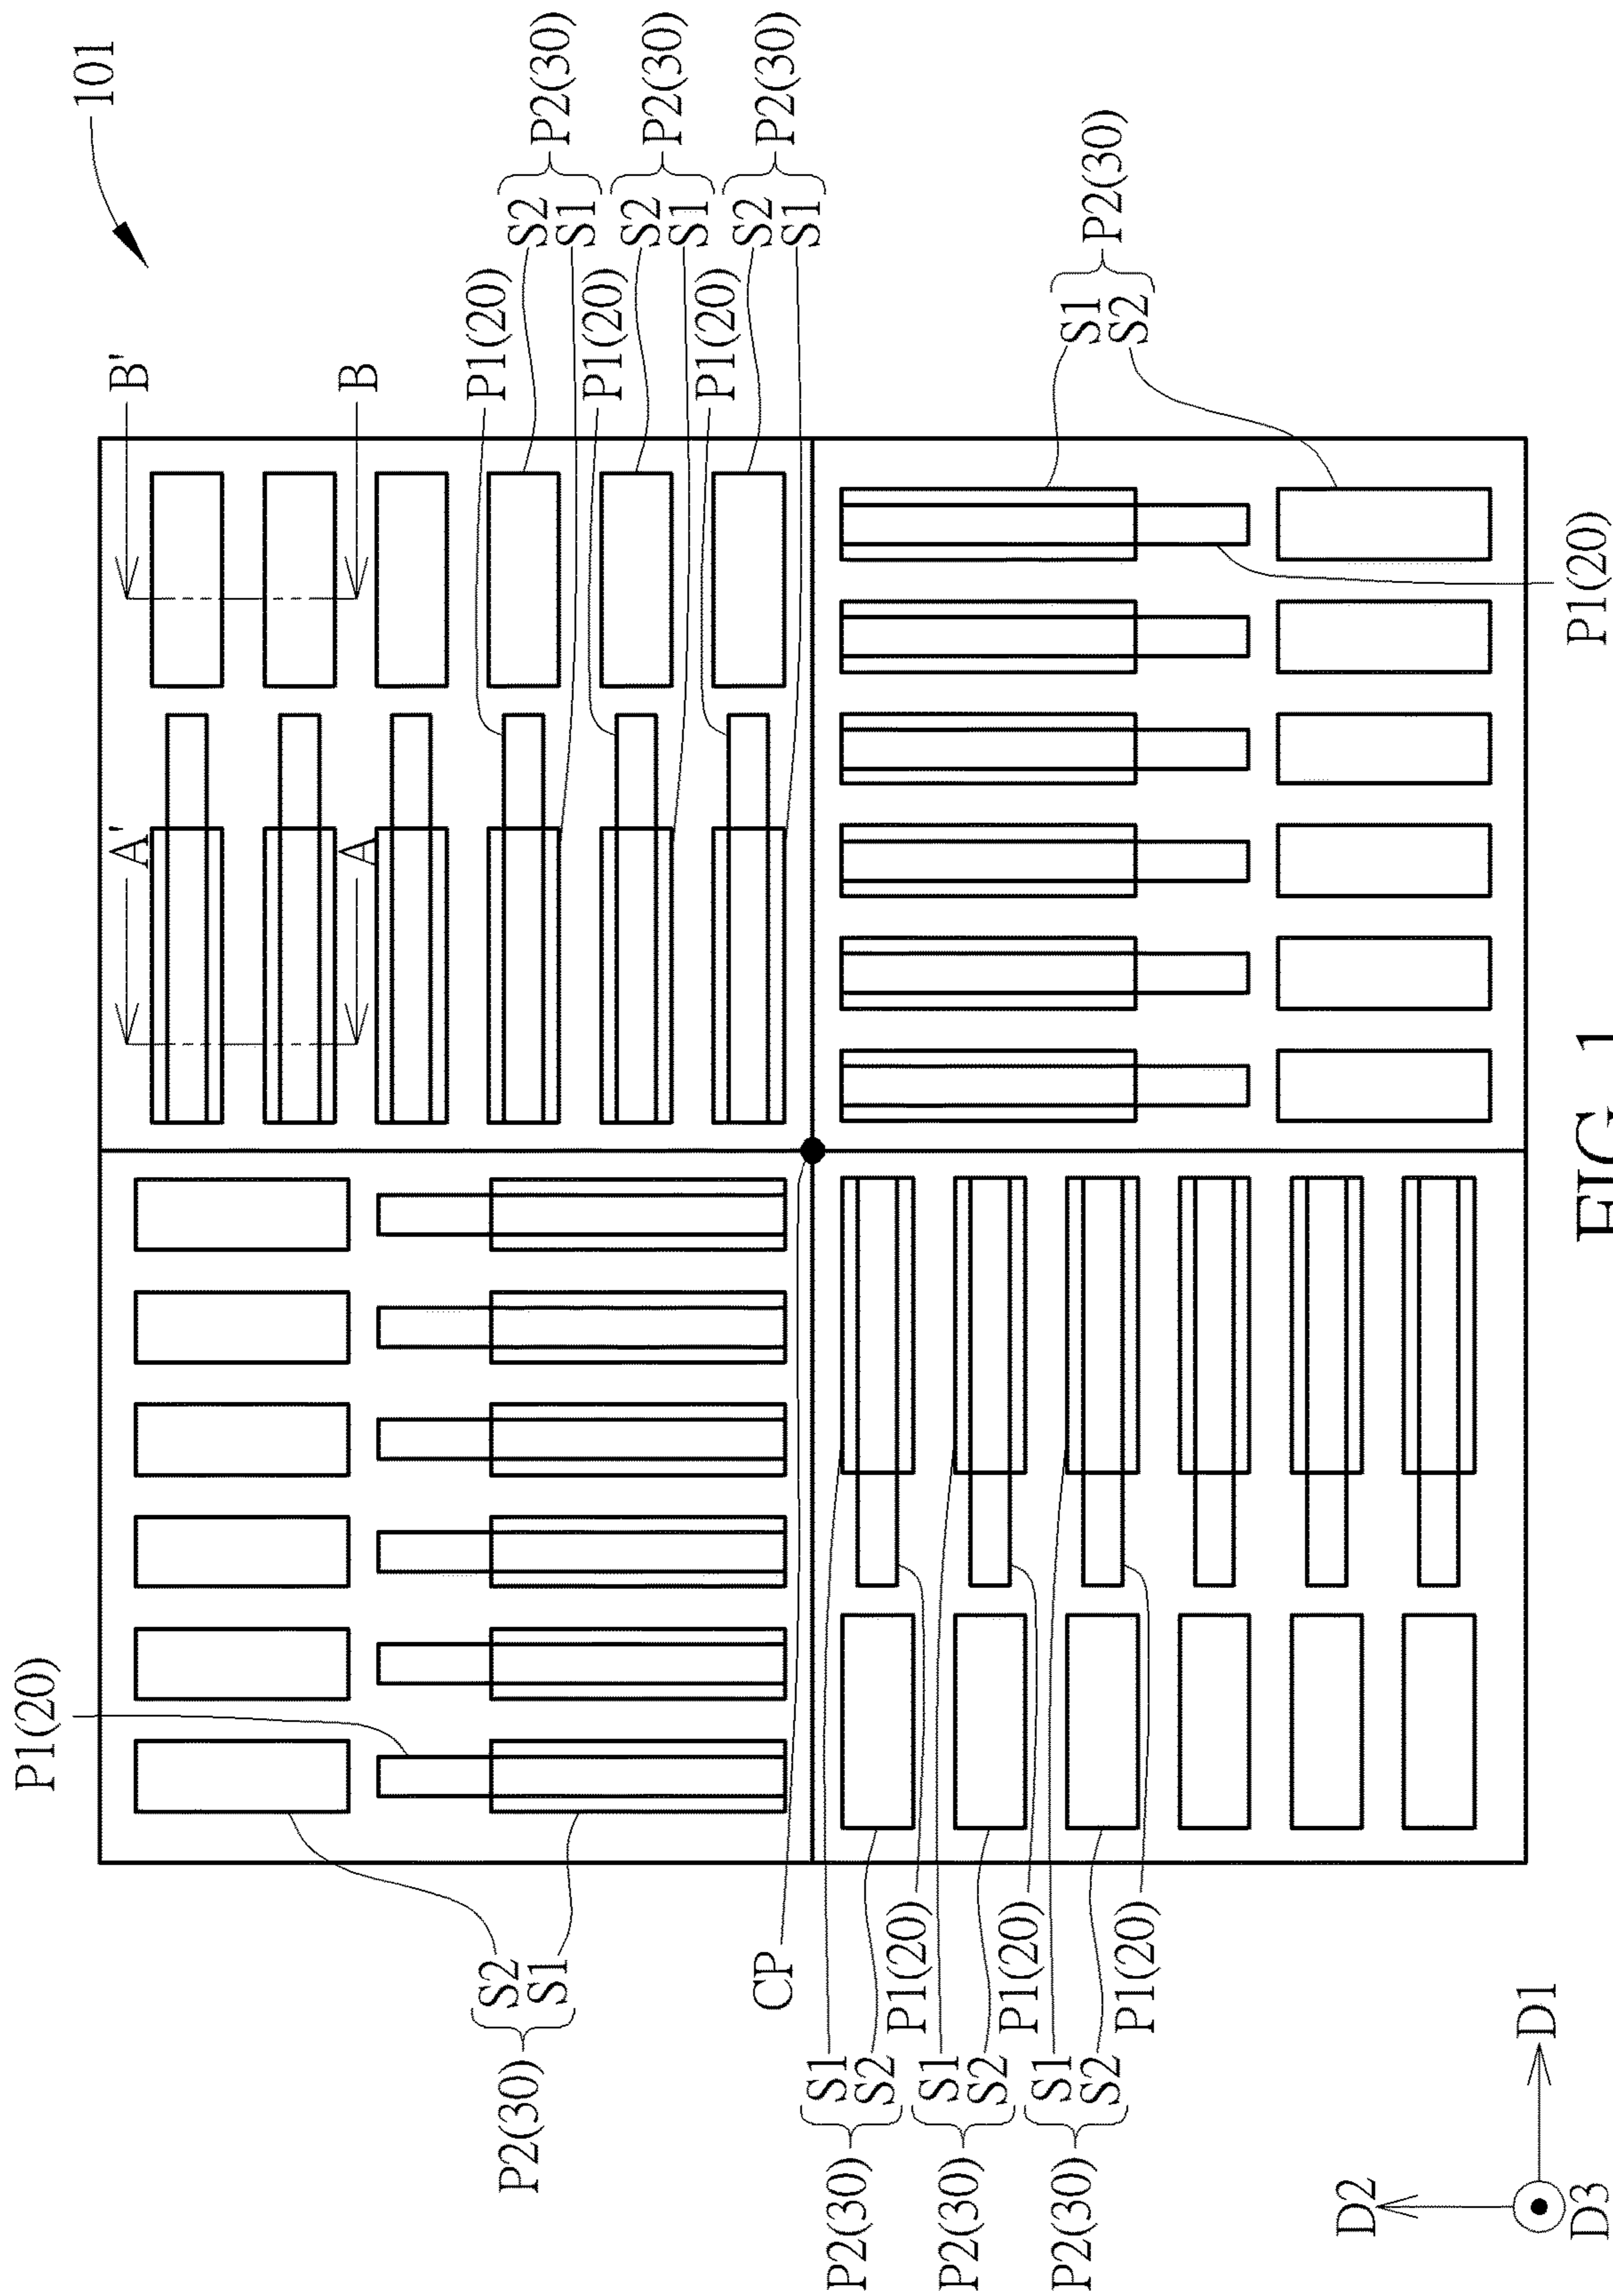 101
B'
B
A'
A
P1(20)
P1(20)
P1(20)
S2
S1
P2(30)
S2
S1
P2(30)
S2
S1
P2(30)
S1
S2
P2(30)
P1(20)
P1(20)
S2
S1
P2(30)
CP
S1
S2
P2(30)
P1(20)
S1
S2
P2(30)
P1(20)
S1
S2
P2(30)
P1(20)
D2
D1
D3
FIG. 1